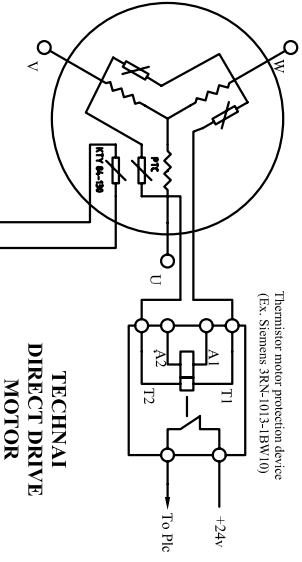 Thermistor motor protection device
(Ex. Siemens 3RN-1013-1BW10)
W
V
U
PTC
KTY 84-130
A1
A2
T1
T2
+24v
To Plc
TECHNAI
DIRECT DRIVE
MOTOR